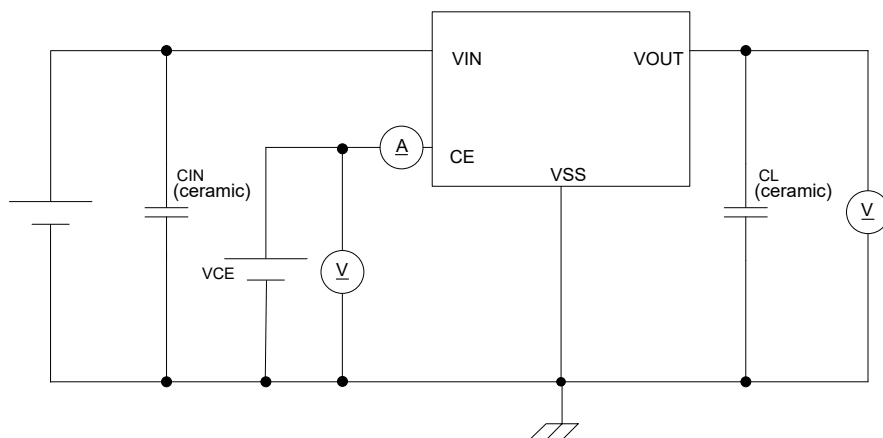 VIN
VOUT
A
CE
VSS
CIN
(ceramic)
CL
(ceramic)
V
VCE
V